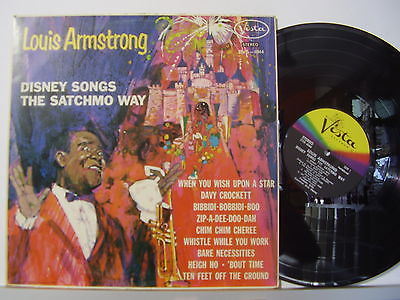 Louis Armstrong
Vista
STEREO
DISNEY SONGS
THE SATCHMO WAY
WHEN YOU WISH UPON A STAR
DAVY CROCKETT
BIBBIDI-BOBBIDI-BOO
ZIP-A-DEE-DOO-DAH
CHIM CHIM CHEREE
WHISTLE WHILE YOU WORK
BARE NECESSITIES
HEIGH HO • 'BOUT TIME
TEN FEET OFF THE GROUND
Vista